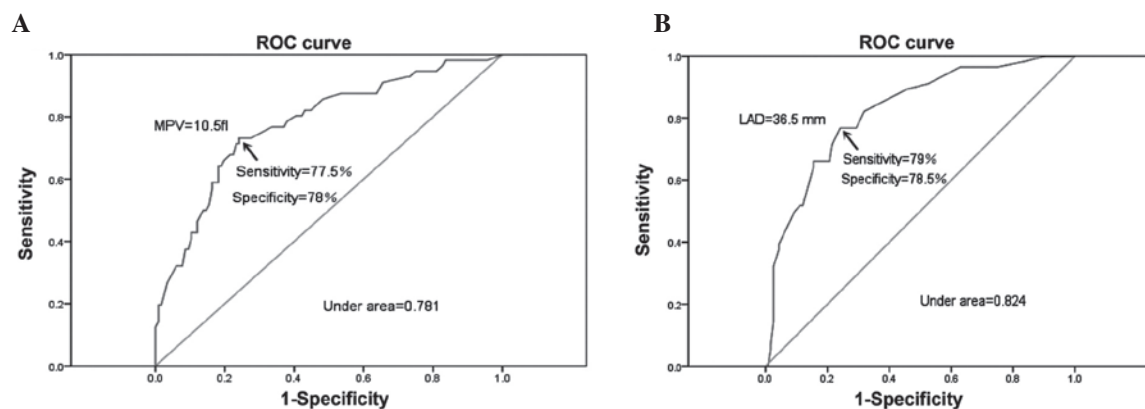 A
ROC curve
1.0
0.8
0.6
0.4
0.2
0.0
Sensitivity
MPV=10.5fl
Sensitivity=77.5%
Specificity=78%
Under area=0.781
0.0 0.2 0.4 0.6 0.8 1.0
1-Specificity
B
ROC curve
1.0
0.8
0.6
0.4
0.2
0.0
Sensitivity
LAD=36.5 mm
Sensitivity=79%
Specificity=78.5%
Under area=0.824
0.0 0.2 0.4 0.6 0.8 1.0
1-Specificity